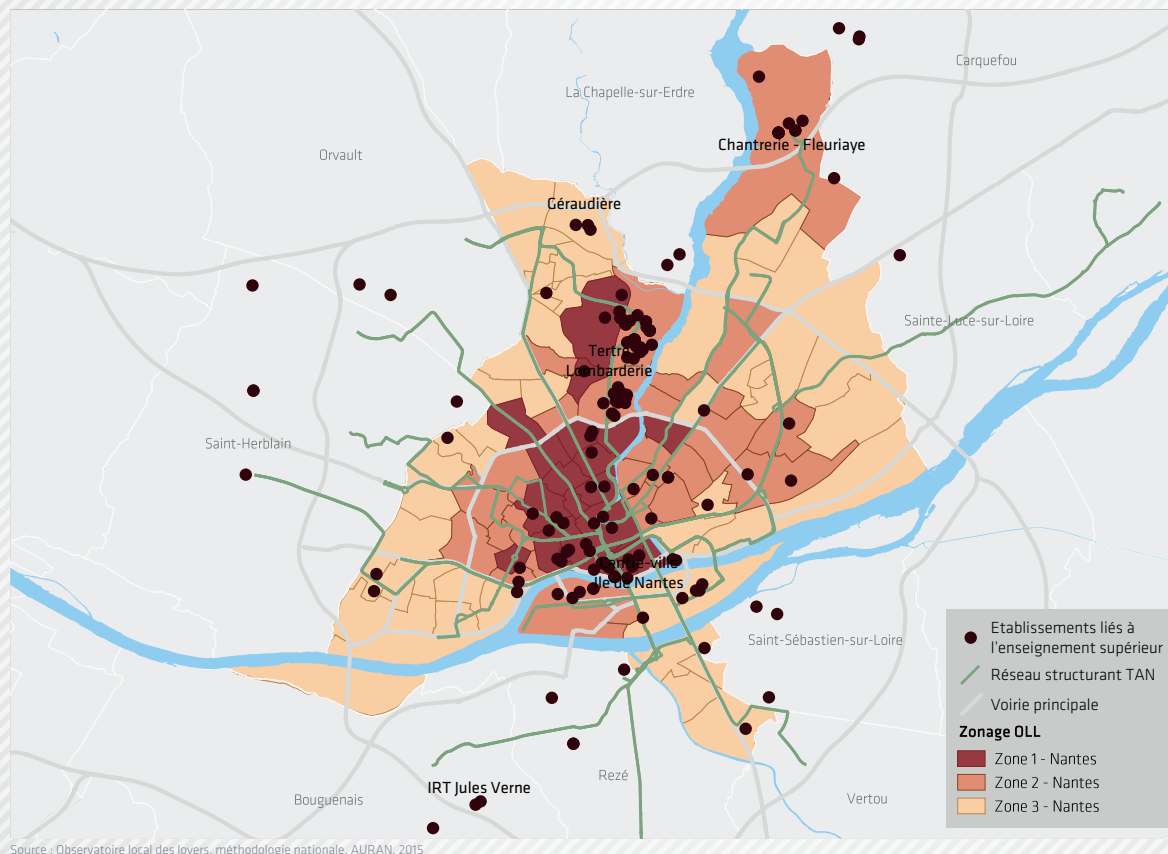 Carquefou
La Chapelle-sur-Erdre
Chantrerie - Fleuriaye
Orvault
Géraudière
Sainte-Luce-sur-Loire
Tertre
Lombarderie
Saint-Herblain
Centre-ville
Ile de Nantes
Saint-Sébastien-sur-Loire
Rezé
IRT Jules Verne
Bouguenais
Vertou
Etablissements liés à
l'enseignement supérieur
Réseau structurant TAN
Voirie principale
Zonage OLL
Zone 1 - Nantes
Zone 2 - Nantes
Zone 3 - Nantes
Source : Observatoire local des loyers, méthodologie nationale, AURAN, 2015